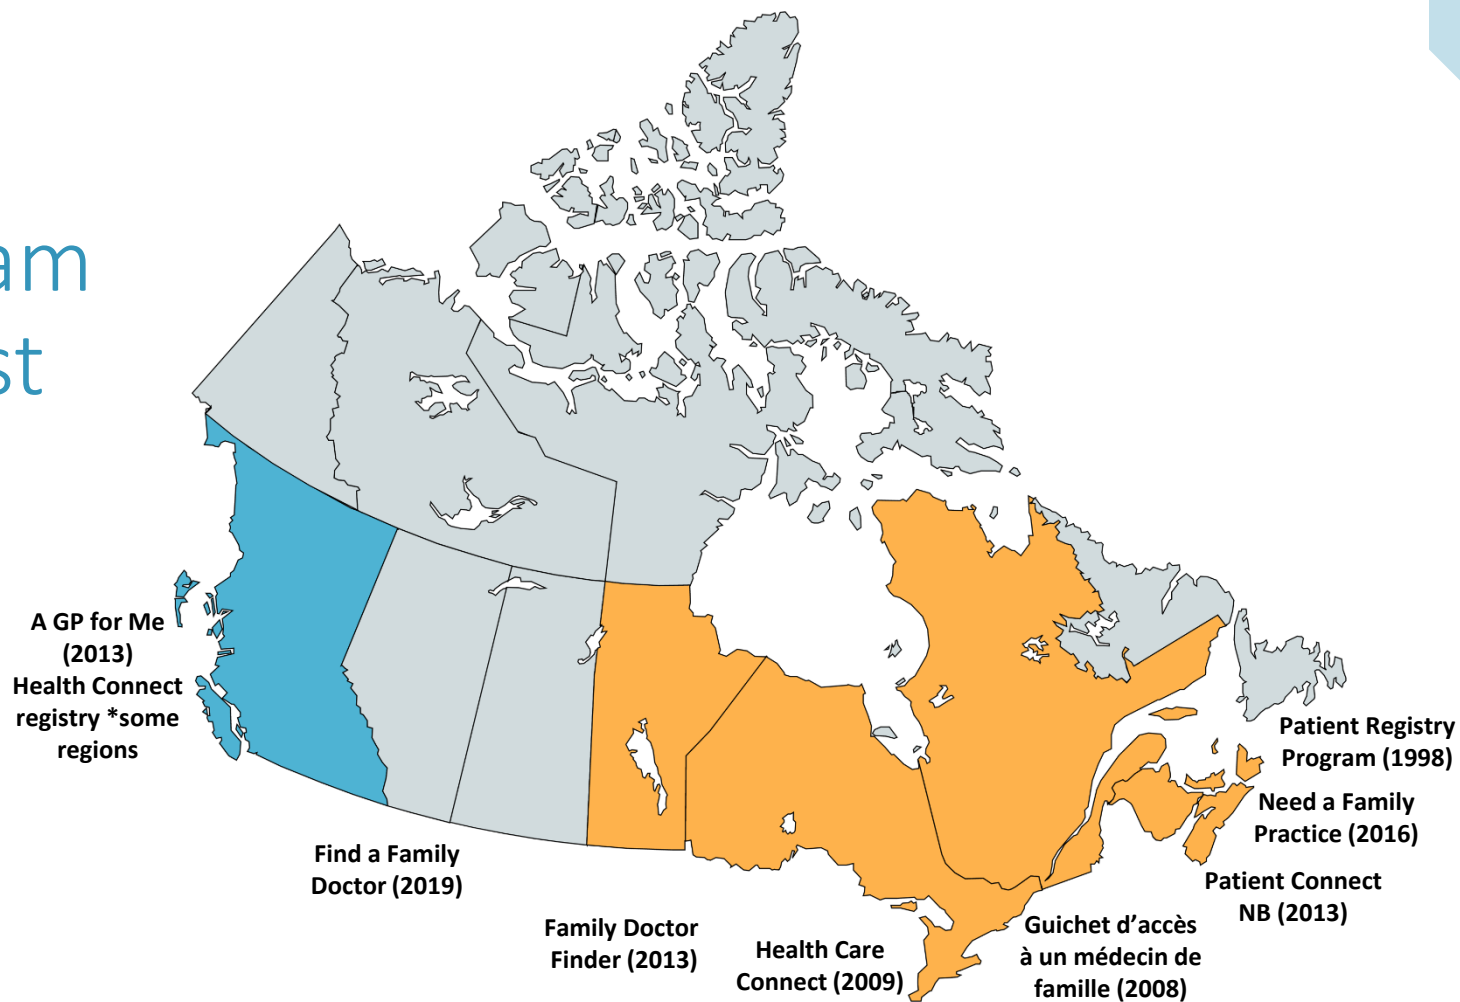 am
st
A GP for Me
(2013)
Health Connect
registry *some
regions
Find a Family
Doctor (2019)
Family Doctor
Finder (2013)
Health Care
Connect (2009)
Guichet d’accès
à un médecin de
famille (2008)
Patient Connect
NB (2013)
Need a Family
Practice (2016)
Patient Registry
Program (1998)